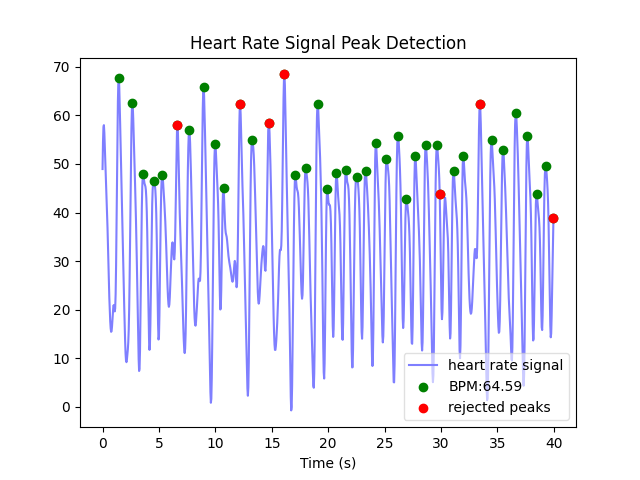 Heart Rate Signal Peak Detection
70
60
50
40
30
20
10
0
heart rate signal
BPM:64.59
rejected peaks
0 5 10 15 20 25 30 35 40
Time (s)